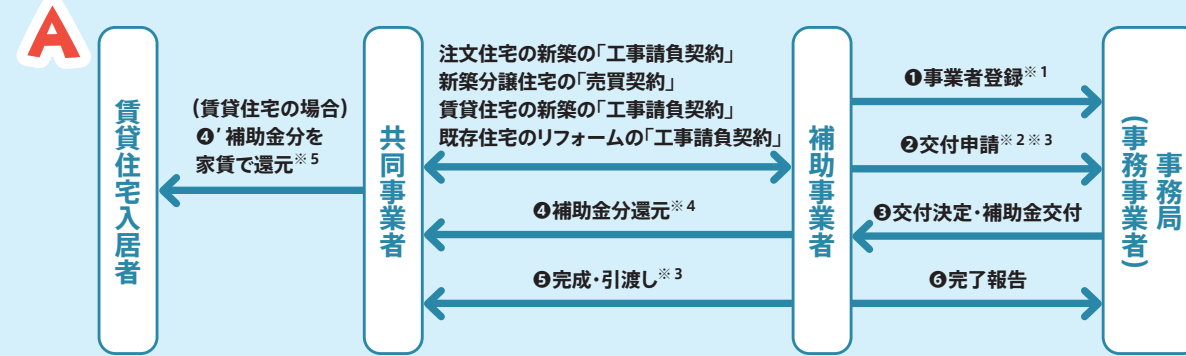 A
賃貸住宅入居者
(賃貸住宅の場合)
❹’補助金分を
家賃で還元※5
共同事業者
注文住宅の新築の「工事請負契約」
新築分譲住宅の「売買契約」
賃貸住宅の新築の「工事請負契約」
既存住宅のリフォームの「工事請負契約」
❹補助金分還元※4
❺完成・引渡し※3
補助事業者
❶事業者登録※1
❷交付申請※2※3
❸交付決定・補助金交付
❻完了報告
事務局
(事務事業者)